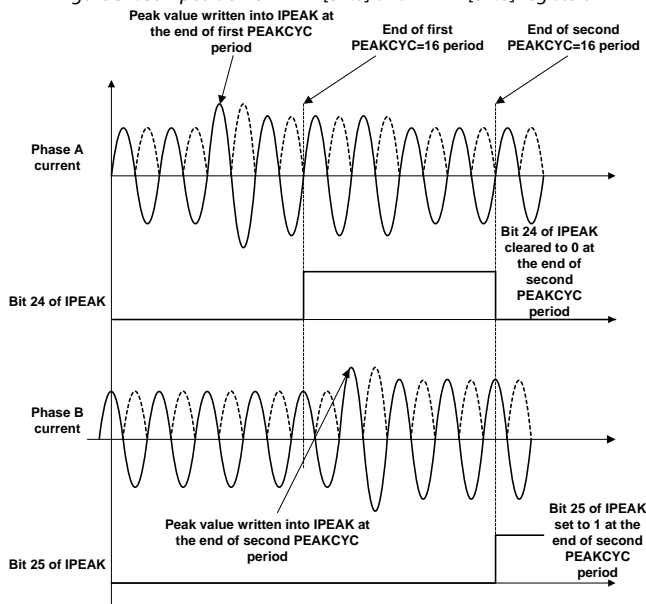 Peak value written into IPEAK at
the end of first PEAKCYC
period
End of first
PEAKCYC=16 period
End of second
PEAKCYC=16 period
Phase A
current
Bit 24 of IPEAK
cleared to 0 at
the end of
second
PEAKCYC
period
Bit 24 of IPEAK
Phase B
current
Peak value written into IPEAK at
the end of second PEAKCYC
period
Bit 25 of IPEAK
set to 1 at the
end of second
PEAKCYC
period
Bit 25 of IPEAK